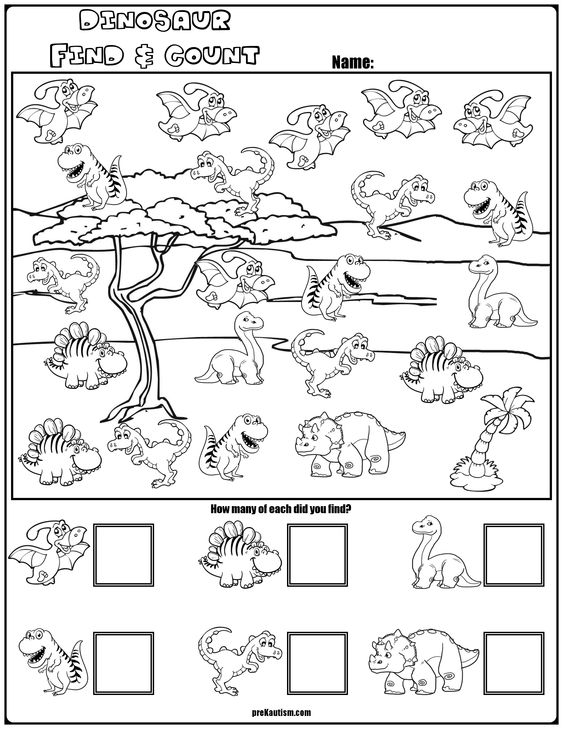 Dinosaur
Find & Count
Name:
How many of each did you find?
preKautism.com